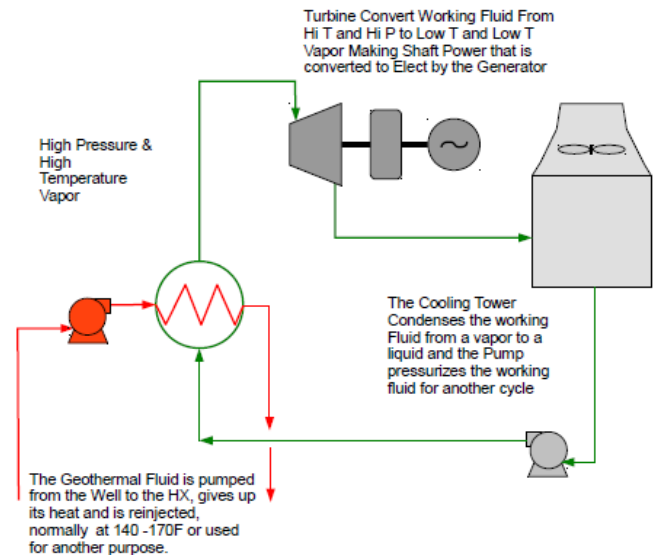 Turbine Convert Working Fluid From
Hi T and Hi P to Low T and Low T
Vapor Making Shaft Power that is
converted to Elect by the Generator
High Pressure &
High
Temperature
Vapor
The Cooling Tower
Condenses the working
Fluid from a vapor to a
liquid and the Pump
pressurizes the working
fluid for another cycle
The Geothermal Fluid is pumped
from the Well to the HX, gives up
its heat and is reinjected,
normally at 140 -170F or used
for another purpose.